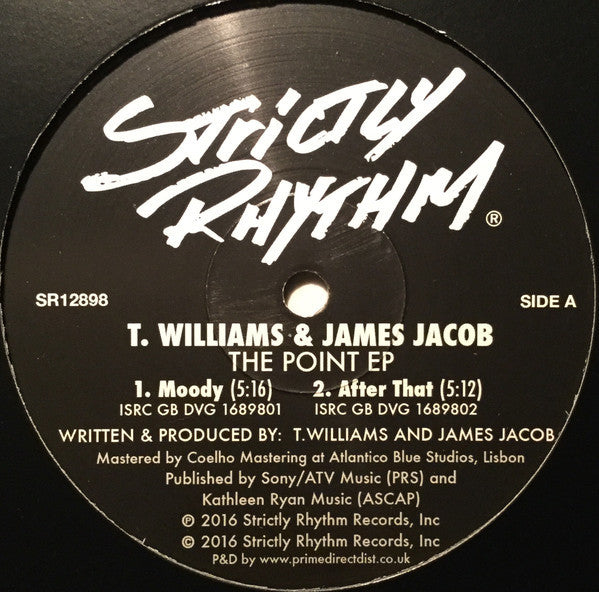 STRICTLY
RHYTHM®
SR12898
SIDE A
T. WILLIAMS & JAMES JACOB
THE POINT EP
1. Moody (5:16) 2. After That (5:12)
ISRC GB DVG 1689801 ISRC GB DVG 1689802
WRITTEN & PRODUCED BY: T.WILLIAMS AND JAMES JACOB
Mastered by Coelho Mastering at Atlantico Blue Studios, Lisbon
Published by Sony/ATV Music (PRS) and
Kathleen Ryan Music (ASCAP)
℗ 2016 Strictly Rhythm Records, Inc
© 2016 Strictly Rhythm Records, Inc
P&D by www.primedirectdist.co.uk